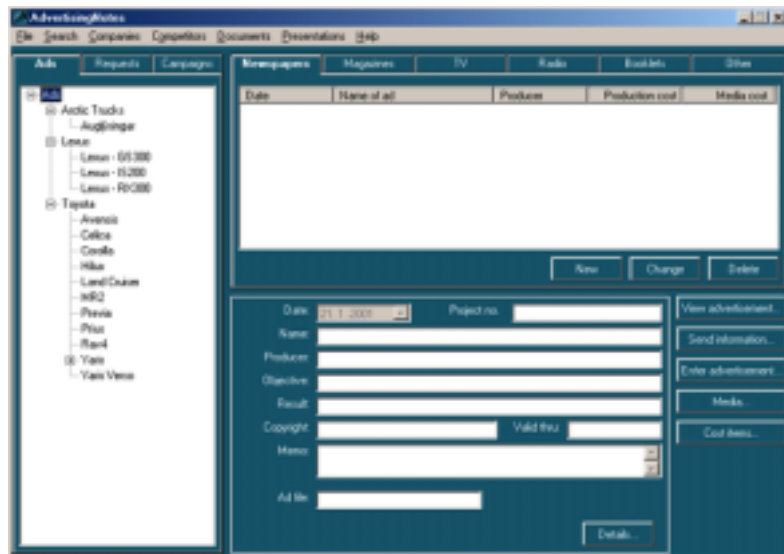 AdvertisingNotes
File Search Companies Competitors Documents Presentations Help
Ads Requests Campaigns
Newspapers Magazines TV Radio Booklets Other
Ads
Arctic Trucks
Auglýsingar
Lexus
Lexus - GS300
Lexus - IS200
Lexus - RX300
Toyota
Avensis
Celica
Corolla
Hilux
Land Cruiser
MR2
Previa
Prius
Rav4
Yaris
Yaris Verso
Date Name of ad Producer Production cost Media cost
New Change Delete
Date: 21. 1. 2001 Project no.
Name:
Producer:
Objective:
Result:
Copyright: Valid thru:
Memo:
Ad file:
Details...
View advertisement...
Send information...
Enter advertisement...
Media...
Cost items...